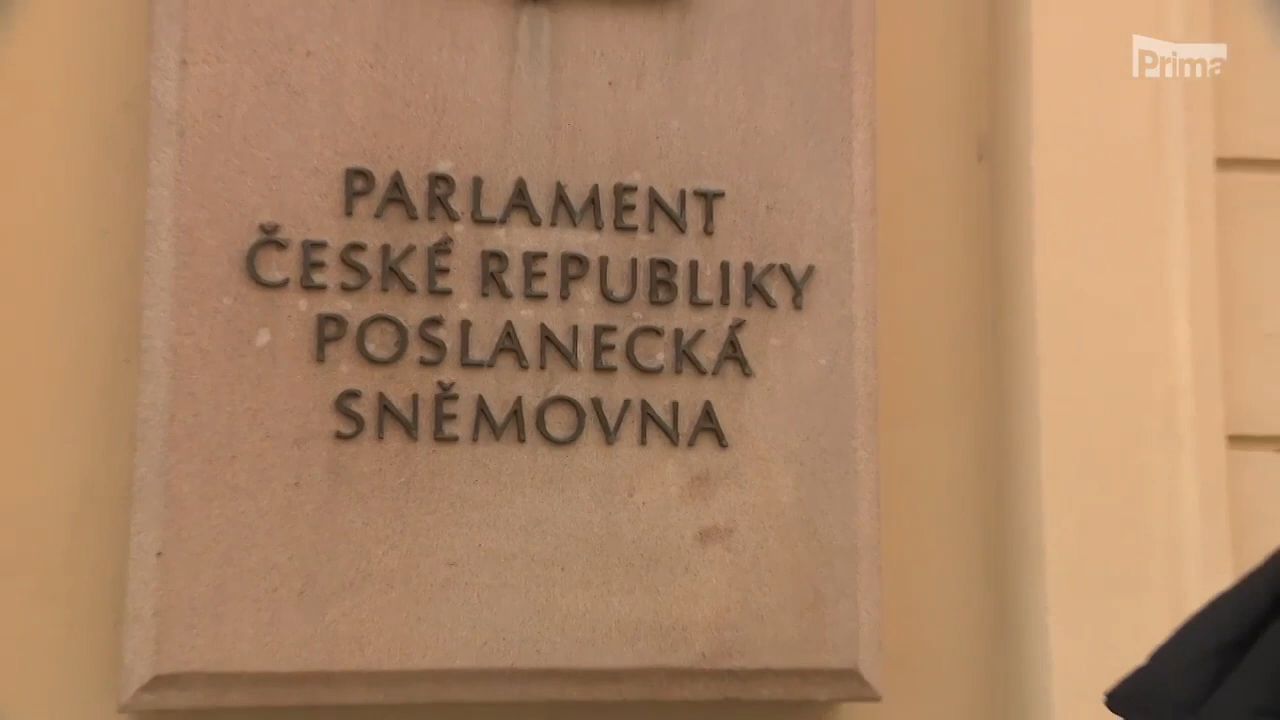 Prima
PARLAMENT
ČESKÉ REPUBLIKY
POSLANECKÁ
SNĚMOVNA